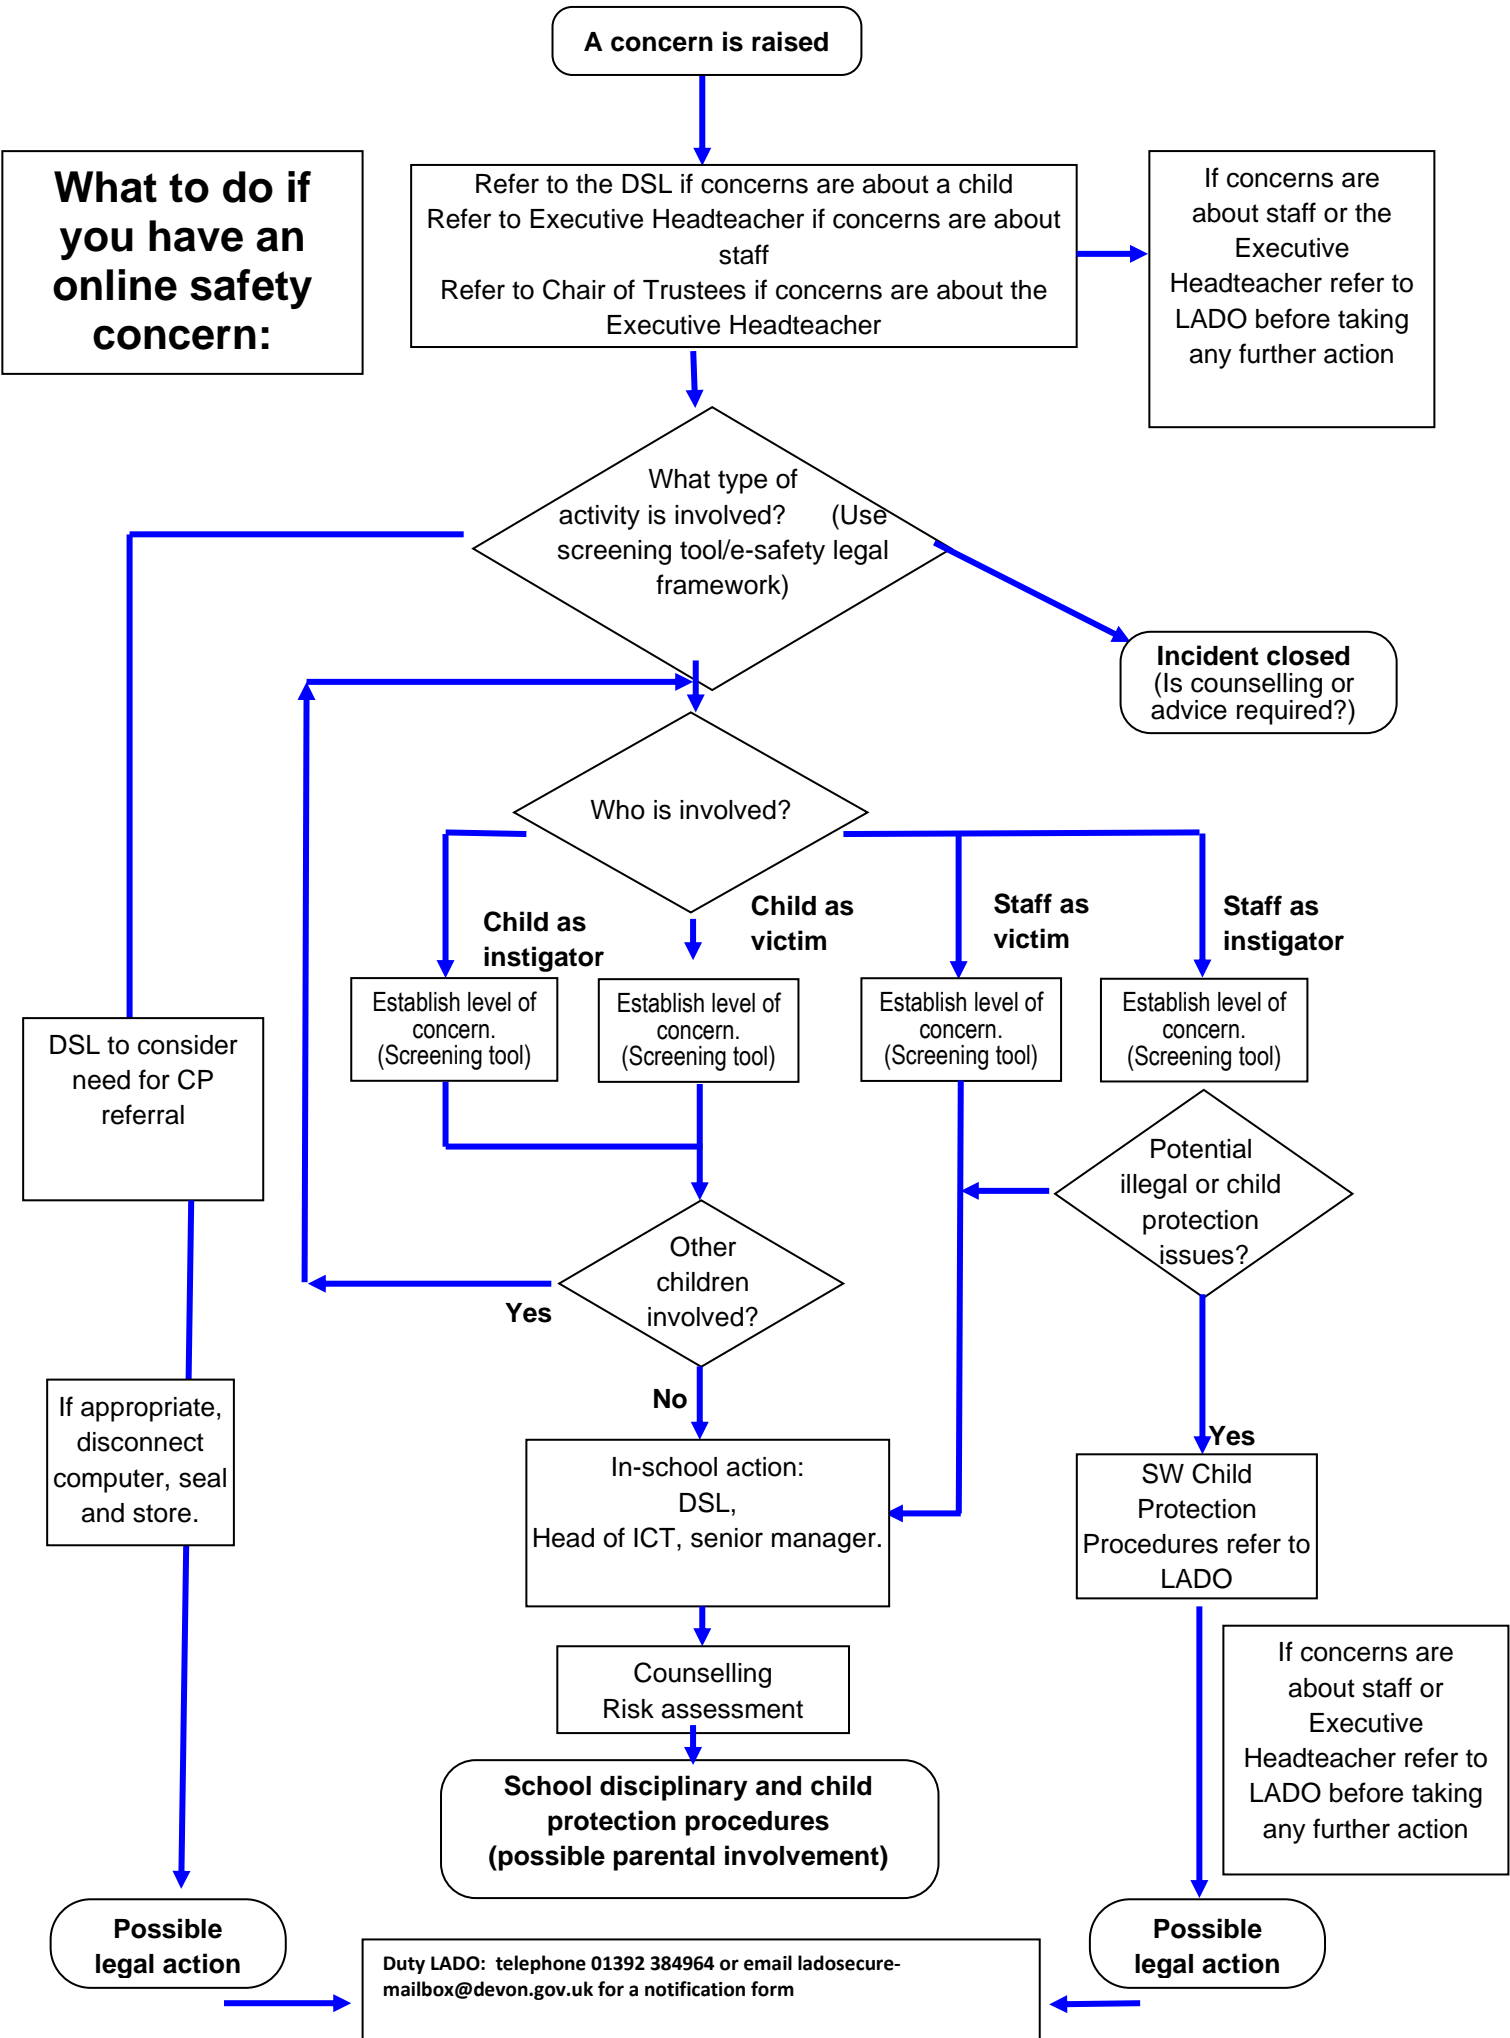 A concern is raised
What to do if
you have an
online safety
concern:
Refer to the DSL if concerns are about a child
Refer to Executive Headteacher if concerns are about
staff
Refer to Chair of Trustees if concerns are about the
Executive Headteacher
If concerns are
about staff or the
Executive
Headteacher refer to
LADO before taking
any further action
What type of
activity is involved? (Use
screening tool/e-safety legal
framework)
Incident closed
(Is counselling or
advice required?)
Who is involved?
Child as
instigator
Child as
victim
Staff as
victim
Staff as
instigator
Establish level of
concern.
(Screening tool)
Establish level of
concern.
(Screening tool)
Establish level of
concern.
(Screening tool)
Establish level of
concern.
(Screening tool)
DSL to consider
need for CP
referral
Potential
illegal or child
protection
issues?
Other
children
involved?
Yes
No
If appropriate,
disconnect
computer, seal
and store.
Yes
In-school action:
DSL,
Head of ICT, senior manager.
SW Child
Protection
Procedures refer to
LADO
Counselling
Risk assessment
If concerns are
about staff or
Executive
Headteacher refer to
LADO before taking
any further action
School disciplinary and child
protection procedures
(possible parental involvement)
Possible
legal action
Possible
legal action
Duty LADO: telephone 01392 384964 or email ladosecure-
mailbox@devon.gov.uk for a notification form